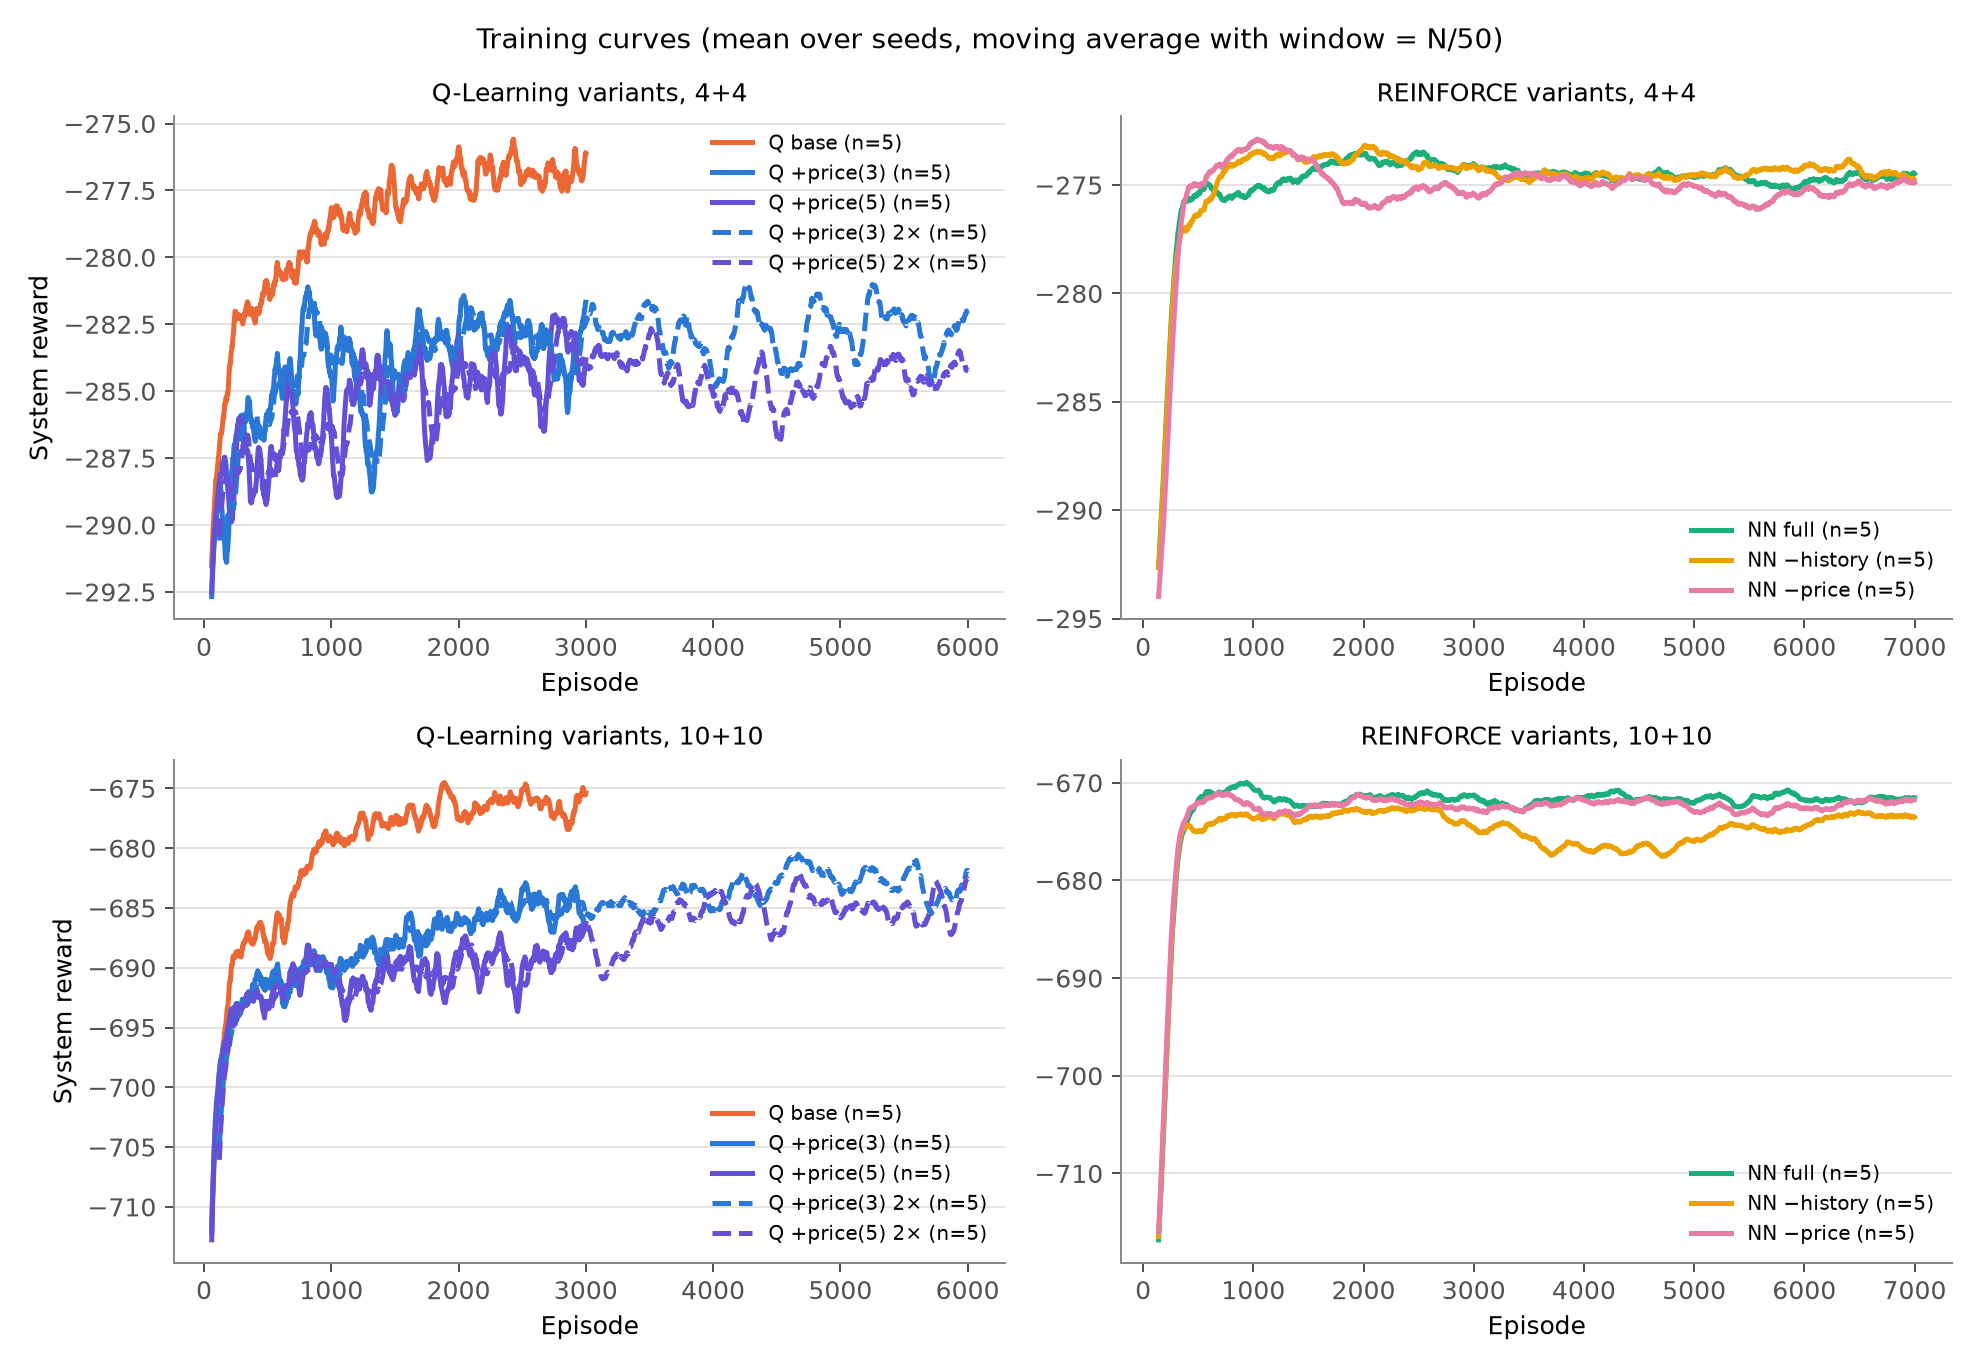 Training curves (mean over seeds, moving average with window = N/50)
Q-Learning variants, 4+4
−275.0
−277.5
−280.0
−282.5
−285.0
−287.5
−290.0
−292.5
System reward
Q base (n=5)
Q +price(3) (n=5)
Q +price(5) (n=5)
Q +price(3) 2× (n=5)
Q +price(5) 2× (n=5)
0 1000 2000 3000 4000 5000 6000
Episode
REINFORCE variants, 4+4
−275
−280
−285
−290
−295
NN full (n=5)
NN −history (n=5)
NN −price (n=5)
0 1000 2000 3000 4000 5000 6000 7000
Episode
Q-Learning variants, 10+10
−675
−680
−685
−690
−695
−700
−705
−710
System reward
Q base (n=5)
Q +price(3) (n=5)
Q +price(5) (n=5)
Q +price(3) 2× (n=5)
Q +price(5) 2× (n=5)
0 1000 2000 3000 4000 5000 6000
Episode
REINFORCE variants, 10+10
−670
−680
−690
−700
−710
NN full (n=5)
NN −history (n=5)
NN −price (n=5)
0 1000 2000 3000 4000 5000 6000 7000
Episode